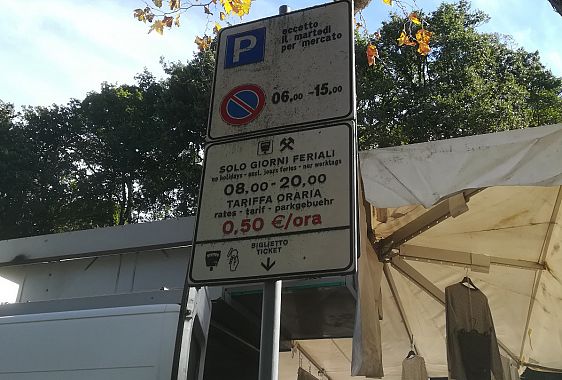 P
eccetto
il martedì
per mercato
06,00 -15,00
SOLO GIORNI FERIALI
no holidays - excl. jours feries - nur werktags
08.00-20.00
TARIFFA ORARIA
rates - tarif - parkgebuehr
0,50 €/ora
BIGLIETTO
TICKET